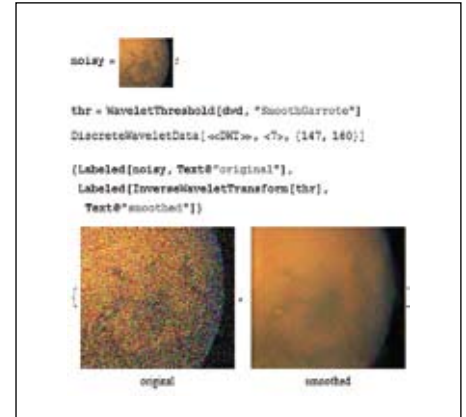 noisy = ;
thr = WaveletThreshold[dwd, "SmoothGarrote"]
DiscreteWaveletData[<<DWT>>, <7>, {147, 160}]
{Labeled[noisy, Text@"original"],
Labeled[InverseWaveletTransform[thr],
Text@"smoothed"]}
{ , }
original smoothed